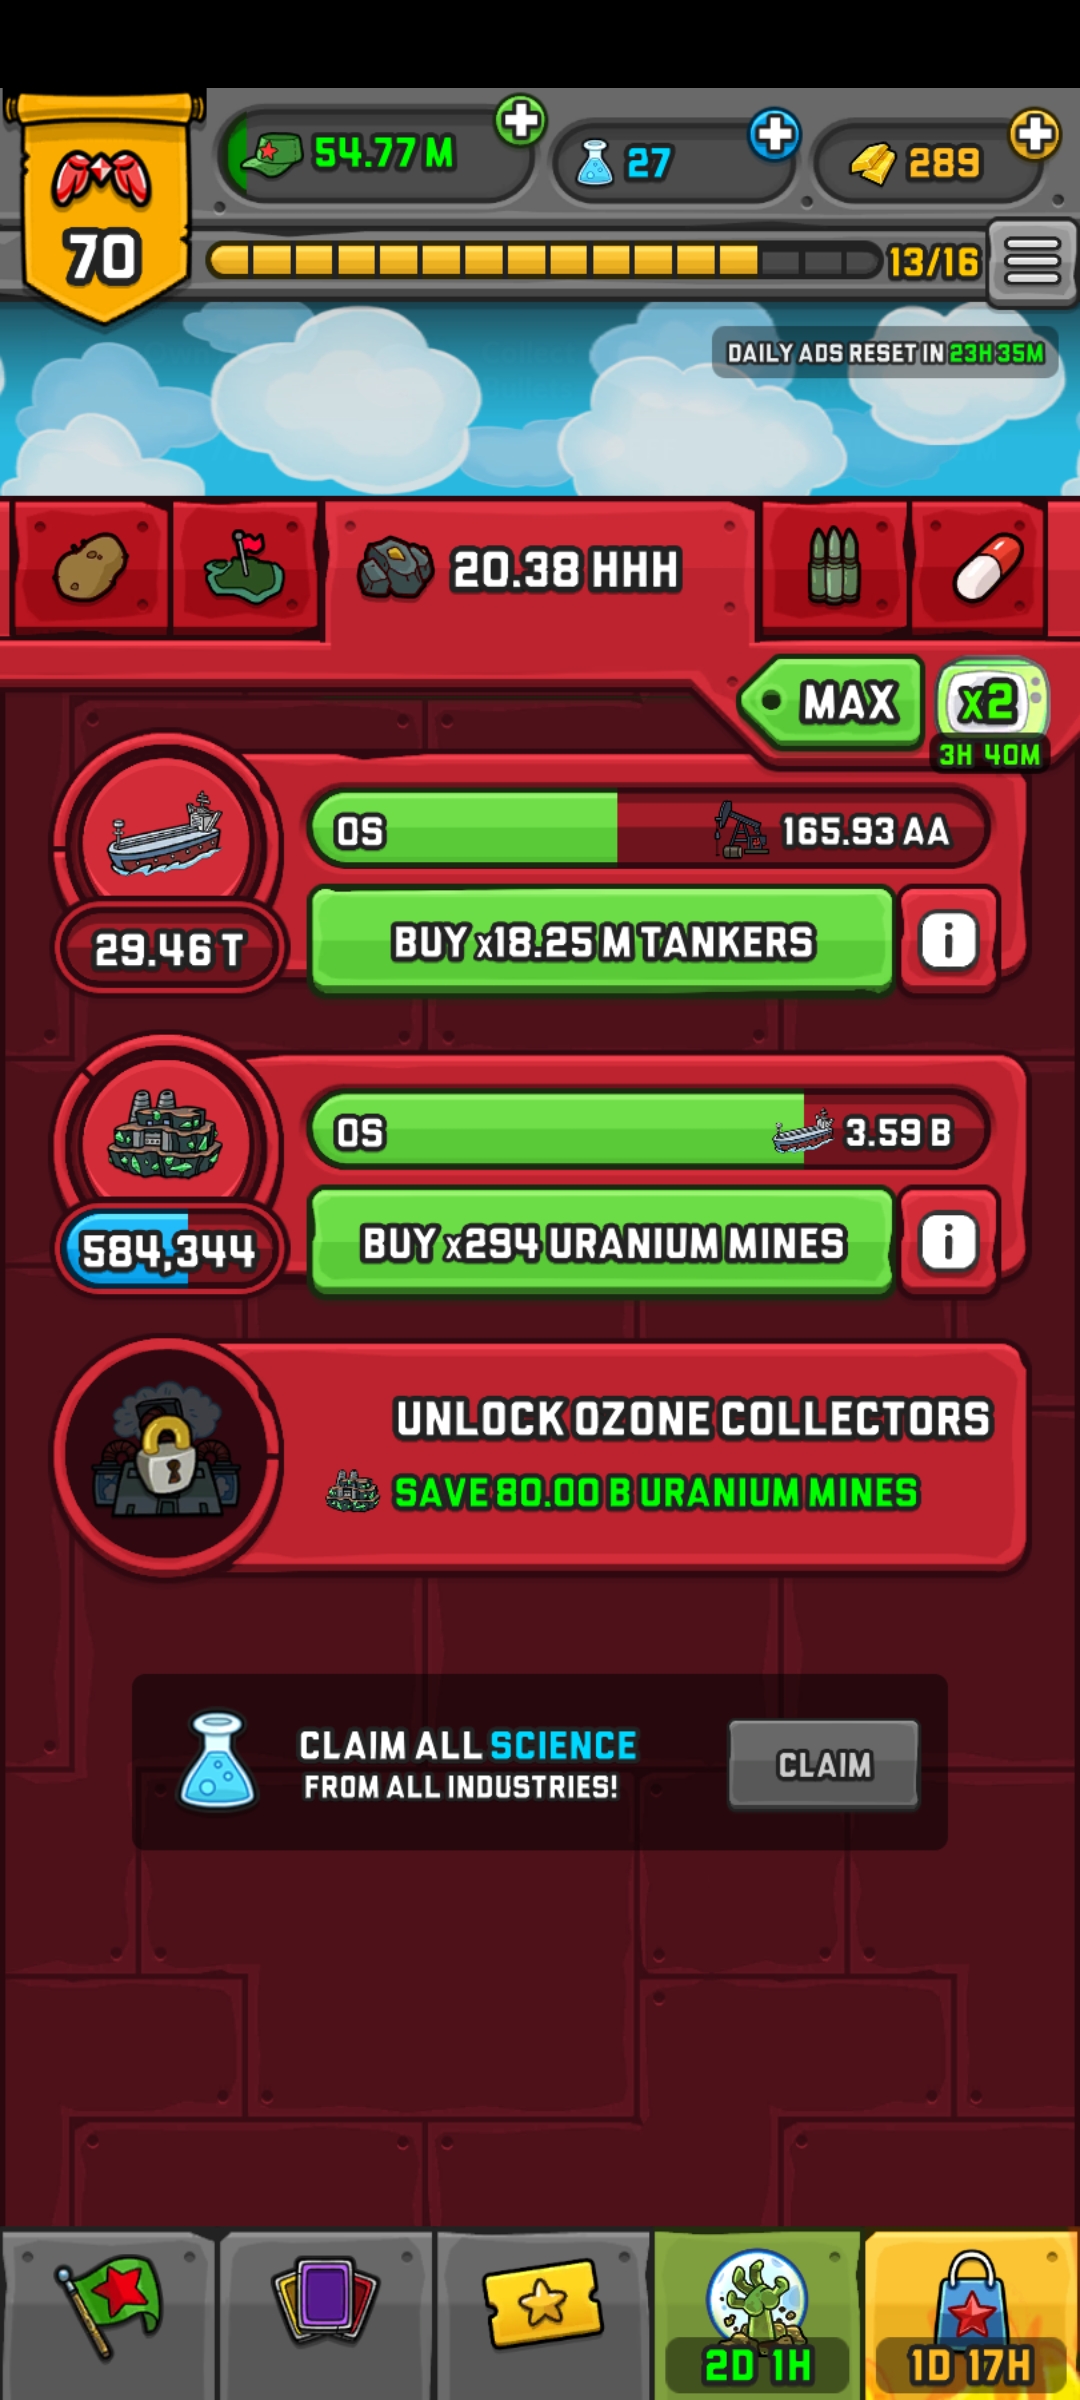 54.77 M
27
289
70
13/16
DAILY ADS RESET IN 23H 35M
20.38 HHH
MAX
x2
3H 40M
0S
165.93 AA
29.46 T
BUY x18.25 M TANKERS
i
0S
3.59 B
584,344
BUY x294 URANIUM MINES
i
UNLOCK OZONE COLLECTORS
SAVE 80.00 B URANIUM MINES
CLAIM ALL SCIENCE
FROM ALL INDUSTRIES!
CLAIM
2D 1H
1D 17H